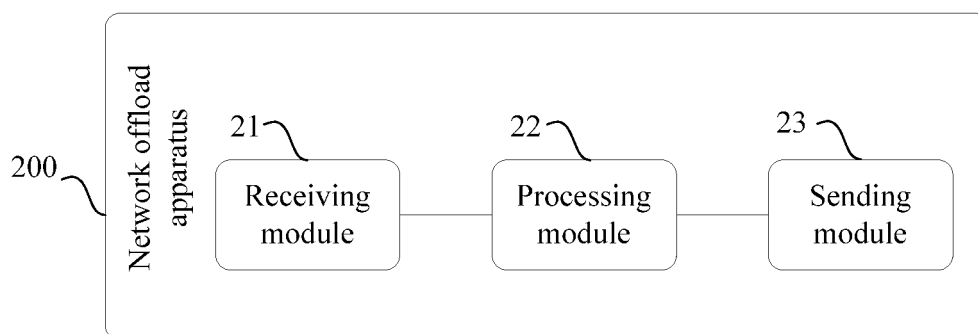 200
Network offload
apparatus
21
Receiving
module
22
Processing
module
23
Sending
module